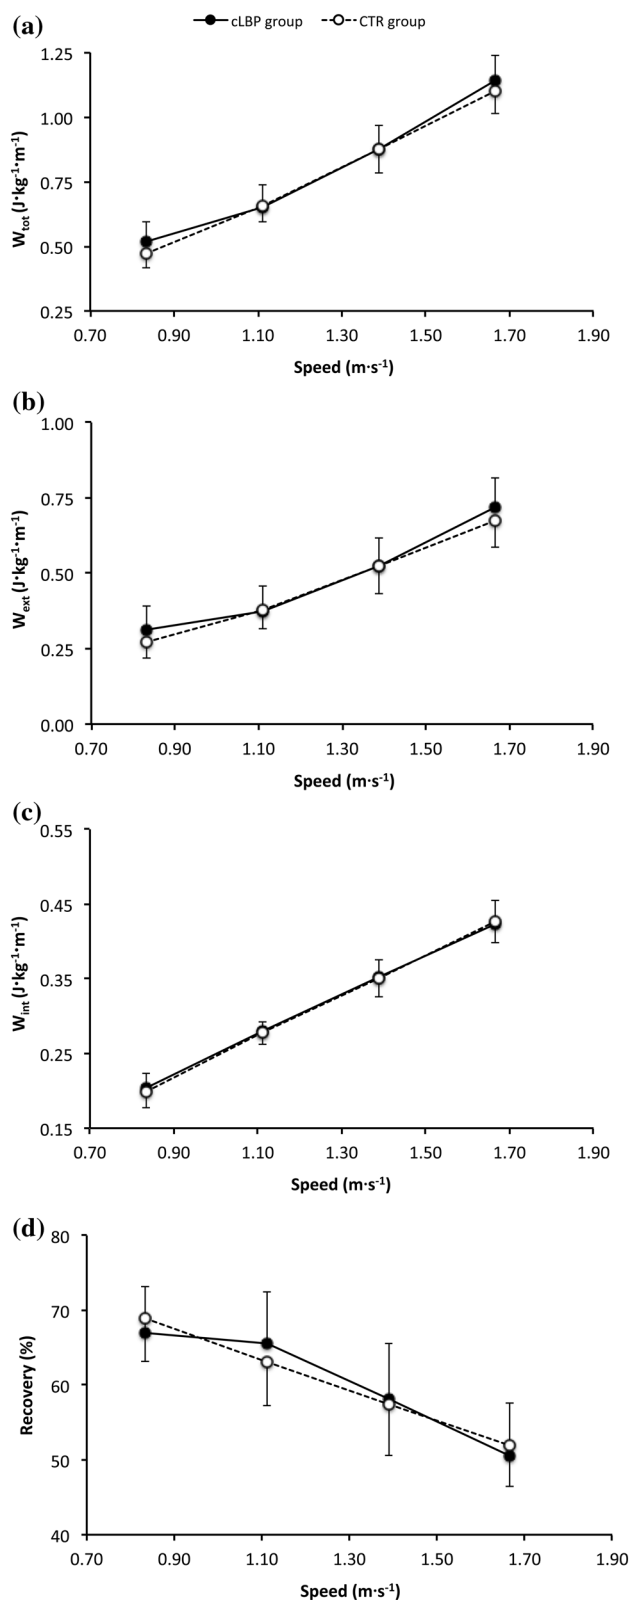 (a)
cLBP group CTR group
1.25
1.00
0.75
0.50
0.25
W_tot (J·kg⁻¹·m⁻¹)
0.70 0.90 1.10 1.30 1.50 1.70 1.90
Speed (m·s⁻¹)
(b)
1.00
0.75
0.50
0.25
0.00
W_ext (J·kg⁻¹·m⁻¹)
0.70 0.90 1.10 1.30 1.50 1.70 1.90
Speed (m·s⁻¹)
(c)
0.55
0.45
0.35
0.25
0.15
W_int (J·kg⁻¹·m⁻¹)
0.70 0.90 1.10 1.30 1.50 1.70 1.90
Speed (m·s⁻¹)
(d)
80
70
60
50
40
Recovery (%)
0.70 0.90 1.10 1.30 1.50 1.70 1.90
Speed (m·s⁻¹)